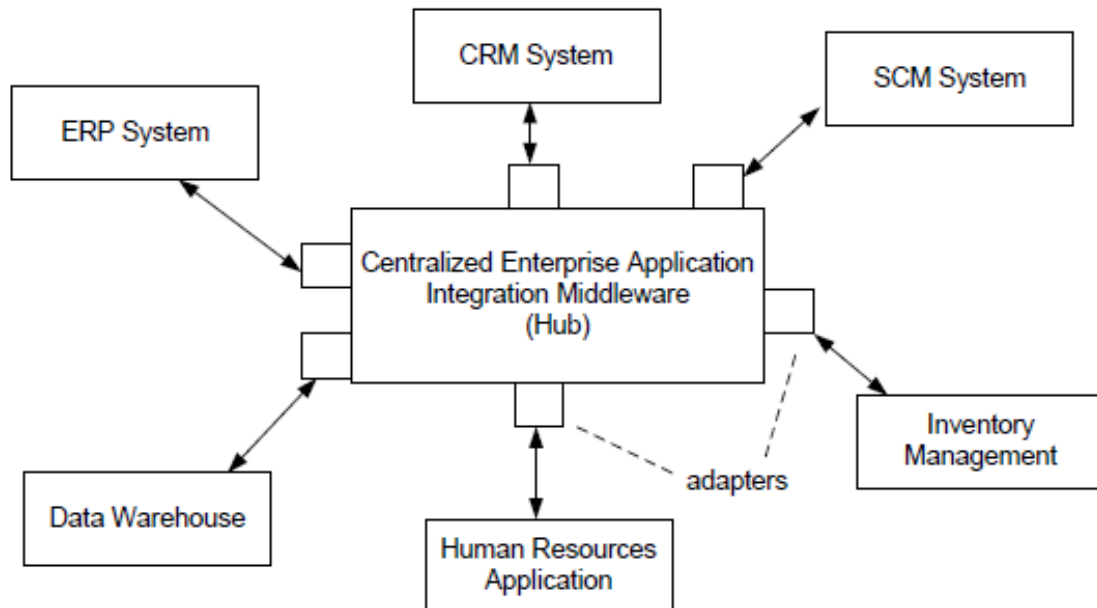 CRM System
SCM System
ERP System
Centralized Enterprise Application
Integration Middleware
(Hub)
Inventory
Management
adapters
Data Warehouse
Human Resources
Application